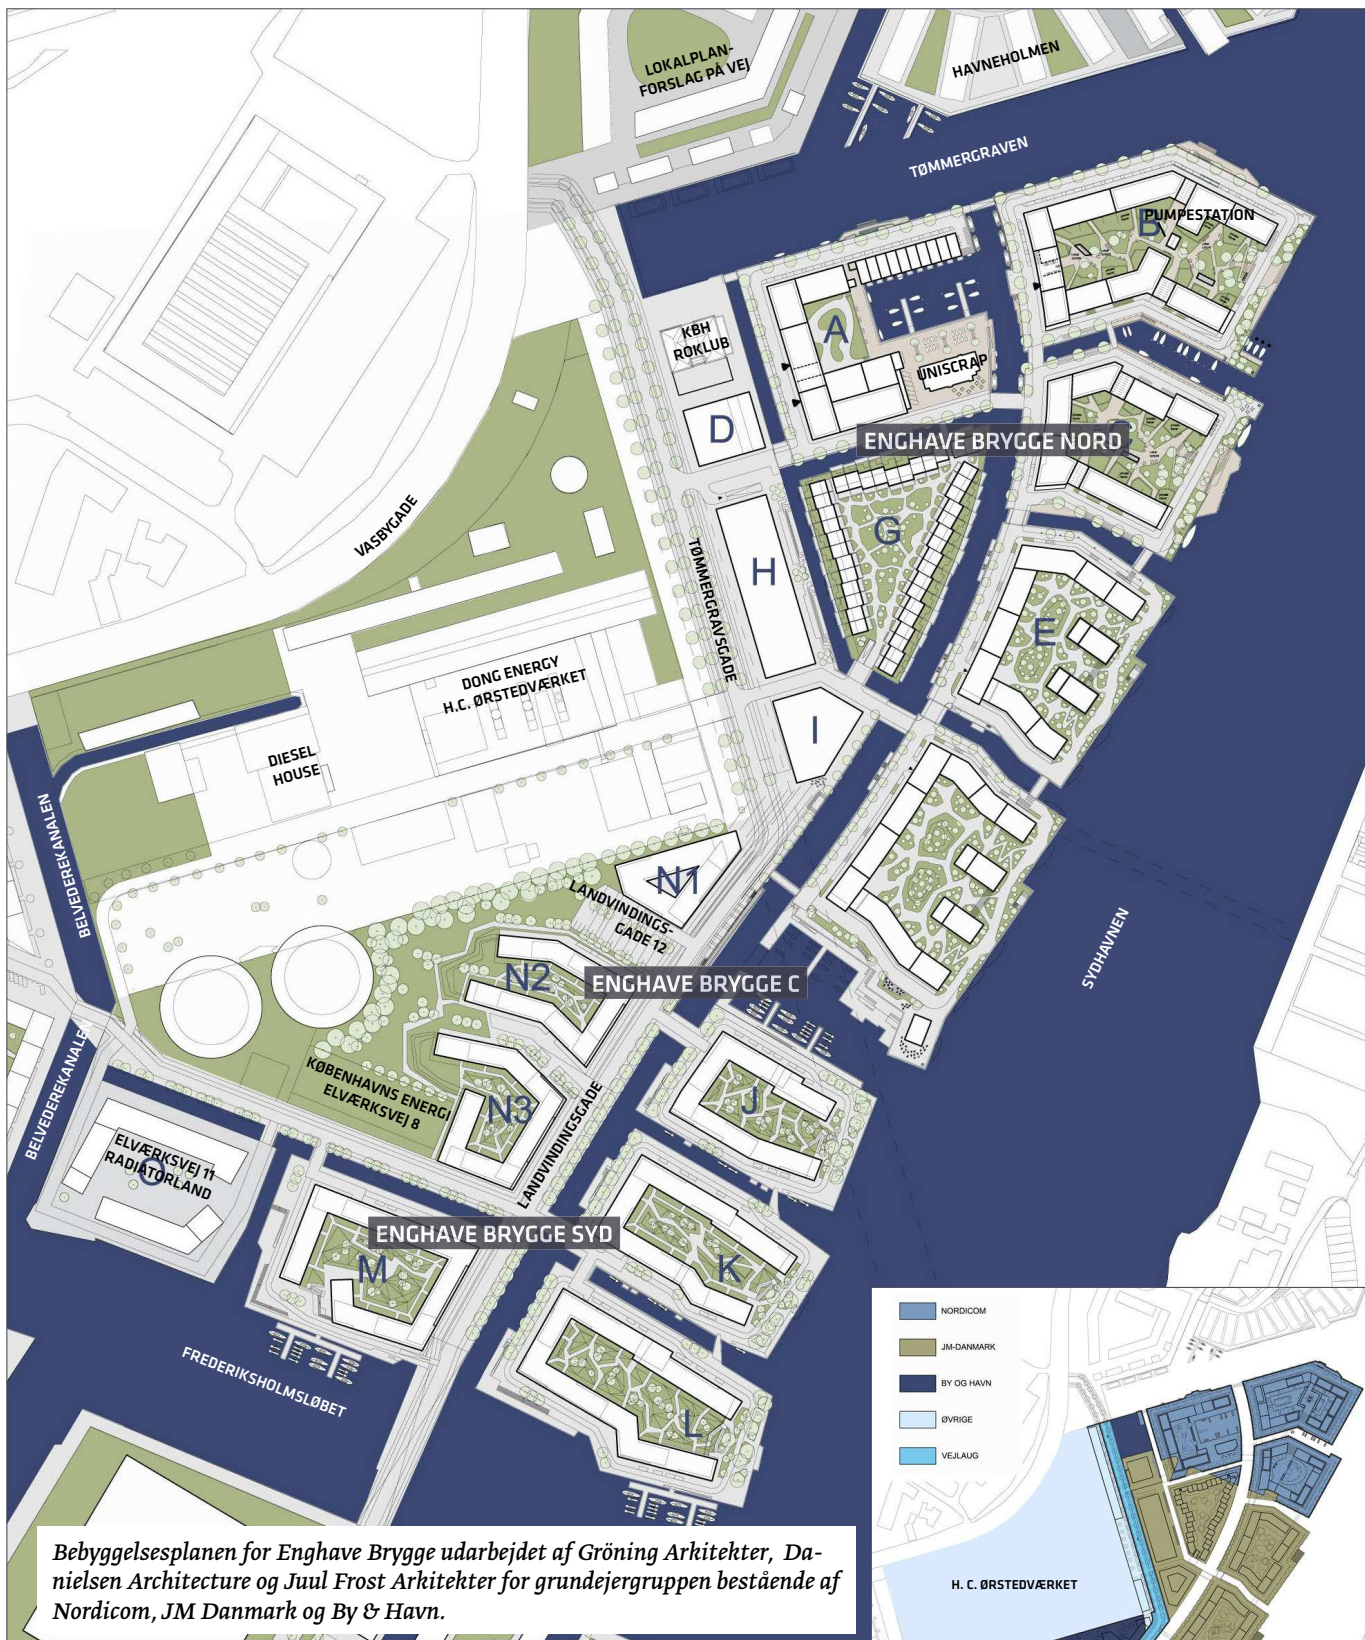 LOKALPLAN-
FORSLAG PÅ VEJ
HAVNEHOLMEN
TØMMERGRAVEN
B
PUMPESTATION
KBH
ROKLUB
A
UNISCRAP
D
ENGHAVE BRYGGE NORD
VASBYGADE
G
H
TØMMERGRAVSGADE
E
DONG ENERGY
H.C. ØRSTEDVÆRKET
I
DIESEL
HOUSE
BELVEDEREKANALEN
N1
LANDVINDINGS-
GADE 12
SYDHAVNEN
N2
ENGHAVE BRYGGE C
KØBENHAVNS ENERGI
ELVÆRKSVEJ 8
N3
J
LANDVINDINGSGADE
BELVEDEREKANALEN
ELVÆRKSVEJ 11
RADIATORLAND
O
ENGHAVE BRYGGE SYD
M
K
FREDERIKSHOLMSLØBET
L
NORDICOM
JM-DANMARK
BY OG HAVN
ØVRIGE
VEJLAUG
H. C. ØRSTEDVÆRKET
Bebyggelsesplanen for Enghave Brygge udarbejdet af Gröning Arkitekter, Da-
nielsen Architecture og Juul Frost Arkitekter for grundejergruppen bestående af
Nordicom, JM Danmark og By & Havn.